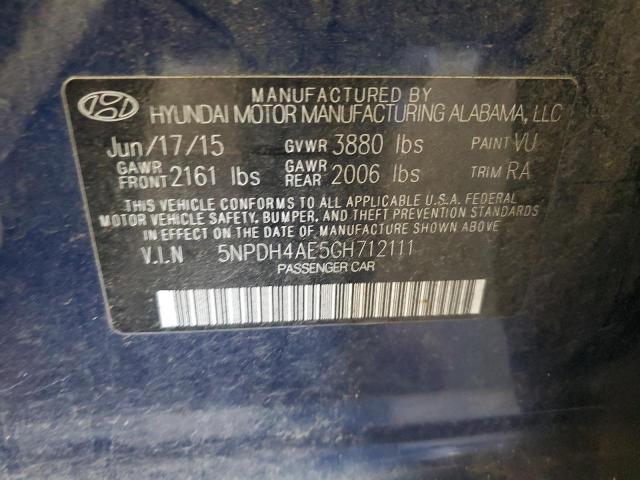 MANUFACTURED BY
HYUNDAI MOTOR MANUFACTURING ALABAMA, LLC
Jun/17/15 GVWR 3880 lbs PAINT VU
GAWR FRONT 2161 lbs GAWR REAR 2006 lbs TRIM RA
THIS VEHICLE CONFORMS TO ALL APPLICABLE U.S.A. FEDERAL
MOTOR VEHICLE SAFETY, BUMPER, AND THEFT PREVENTION STANDARDS
IN EFFECT ON THE DATE OF MANUFACTURE SHOWN ABOVE.
V.I.N 5NPDH4AE5GH712111
PASSENGER CAR